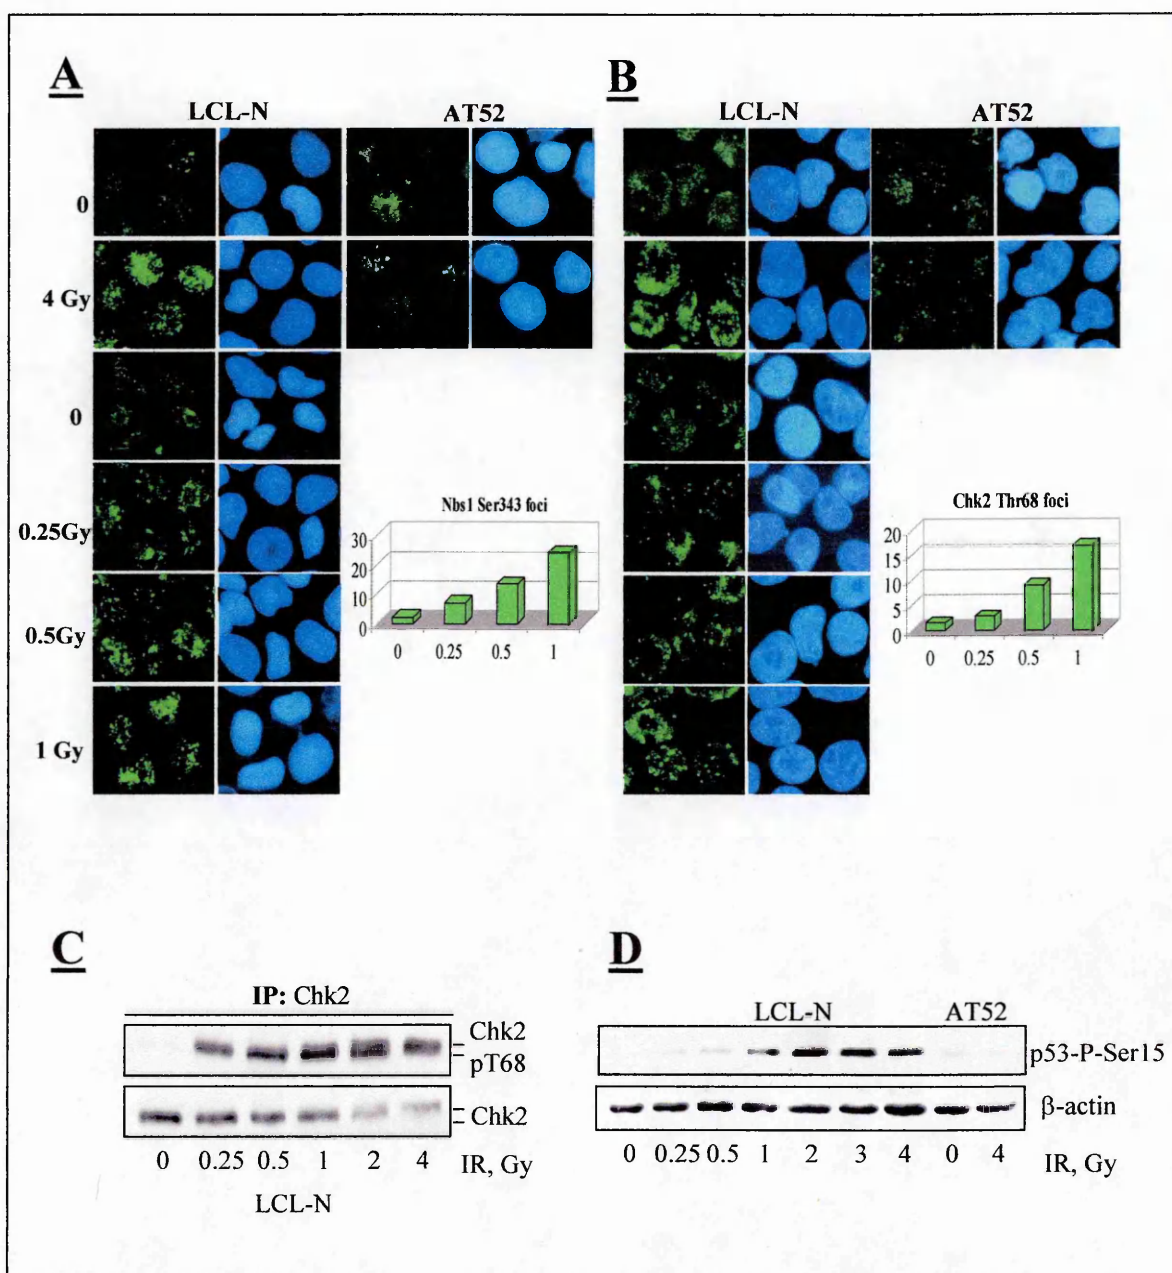 A
B
LCL-N AT52
LCL-N AT52
0
4 Gy
0
0.25Gy
0.5Gy
1 Gy
Nbs1 Ser343 foci
30
20
10
0
0 0.25 0.5 1
Chk2 Thr68 foci
20
15
10
5
0
0 0.25 0.5 1
C
IP: Chk2
Chk2
pT68
Chk2
0 0.25 0.5 1 2 4 IR, Gy
LCL-N
D
LCL-N AT52
p53-P-Ser15
β-actin
0 0.25 0.5 1 2 3 4 0 4
IR, Gy